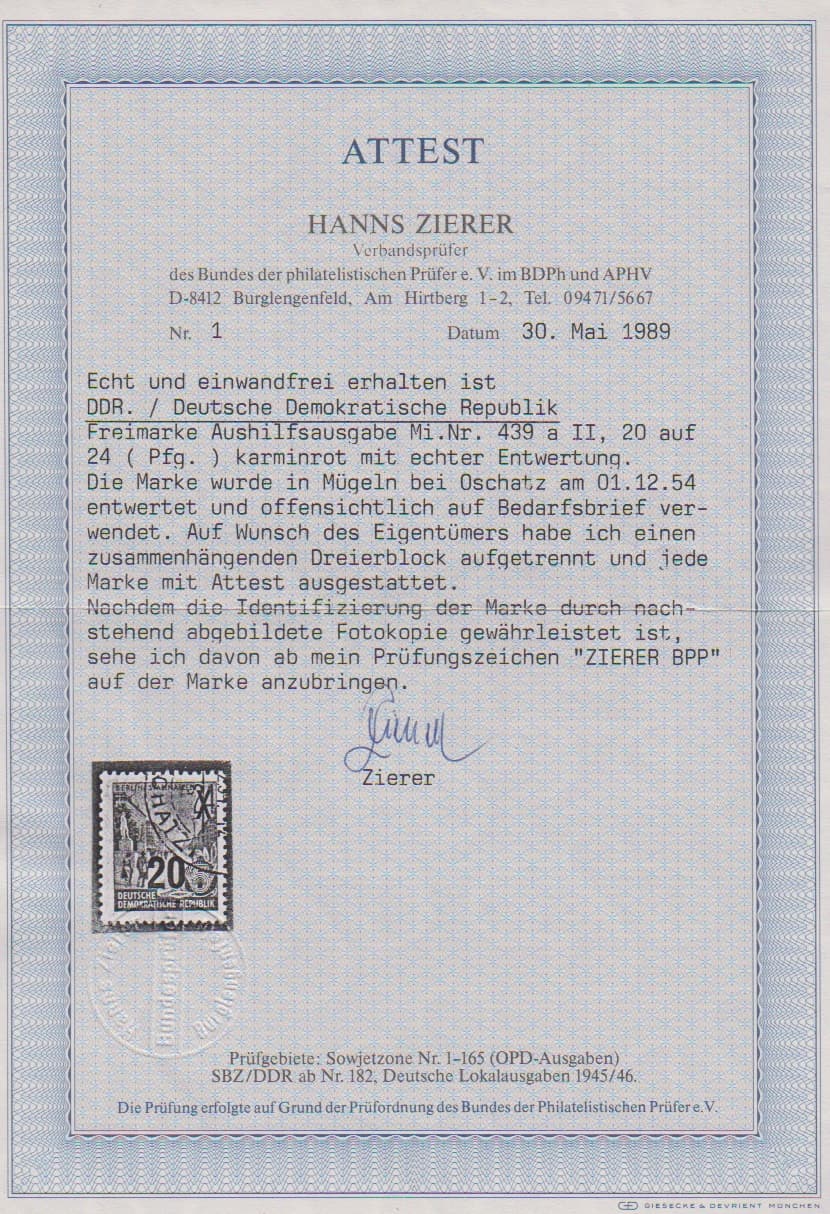 ATTEST
HANNS ZIERER
Verbandsprüfer
des Bundes der philatelistischen Prüfer e. V. im BDPh und APHV
D-8412 Burglengenfeld, Am Hirtberg 1-2, Tel. 09471/5667
Nr. 1 Datum 30. Mai 1989
Echt und einwandfrei erhalten ist
DDR. / Deutsche Demokratische Republik
Freimarke Aushilfsausgabe Mi.Nr. 439 a II, 20 auf
24 ( Pfg. ) karminrot mit echter Entwertung.
Die Marke wurde in Mügeln bei Oschatz am 01.12.54
entwertet und offensichtlich auf Bedarfsbrief ver-
wendet. Auf Wunsch des Eigentümers habe ich einen
zusammenhängenden Dreierblock aufgetrennt und jede
Marke mit Attest ausgestattet.
Nachdem die Identifizierung der Marke durch nach-
stehend abgebildete Fotokopie gewährleistet ist,
sehe ich davon ab mein Prüfungszeichen "ZIERER BPP"
auf der Marke anzubringen.
Zierer
CHATZ
24
20
DEUTSCHE
DEMOKRATISCHE REPUBLIK
Bundesprüfer
Prüfgebiete: Sowjetzone Nr. 1-165 (OPD-Ausgaben)
SBZ/DDR ab Nr. 182, Deutsche Lokalausgaben 1945/46.
Die Prüfung erfolgte auf Grund der Prüfordnung des Bundes der Philatelistischen Prüfer e.V.
GIESECKE & DEVRIENT MÜNCHEN